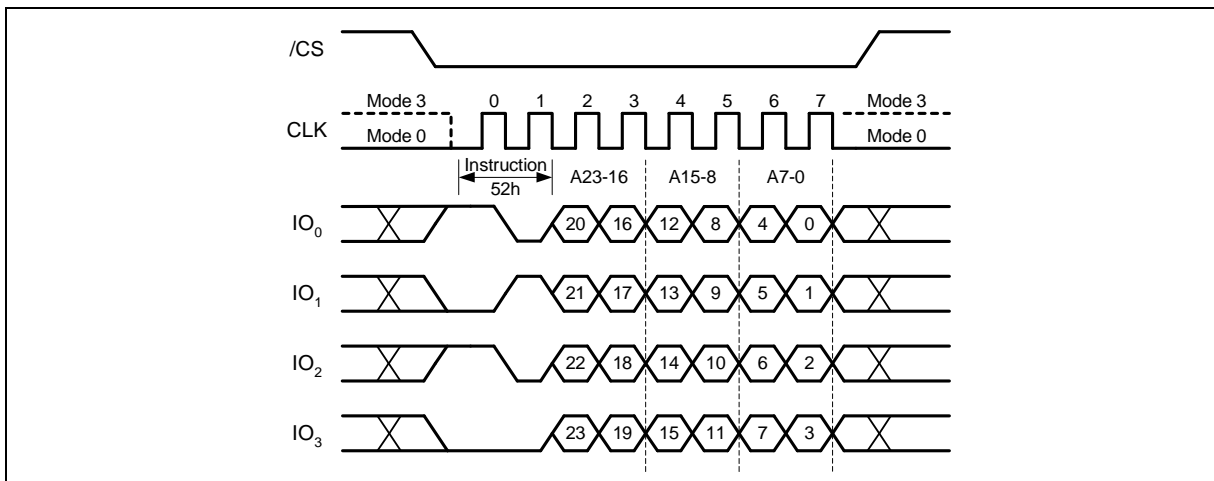 /CS
Mode 3 0 1 2 3 4 5 6 7 Mode 3
CLK
Mode 0 Mode 0
Instruction
52h
A23-16 A15-8 A7-0
IO0 20 16 12 8 4 0
IO1 21 17 13 9 5 1
IO2 22 18 14 10 6 2
IO3 23 19 15 11 7 3